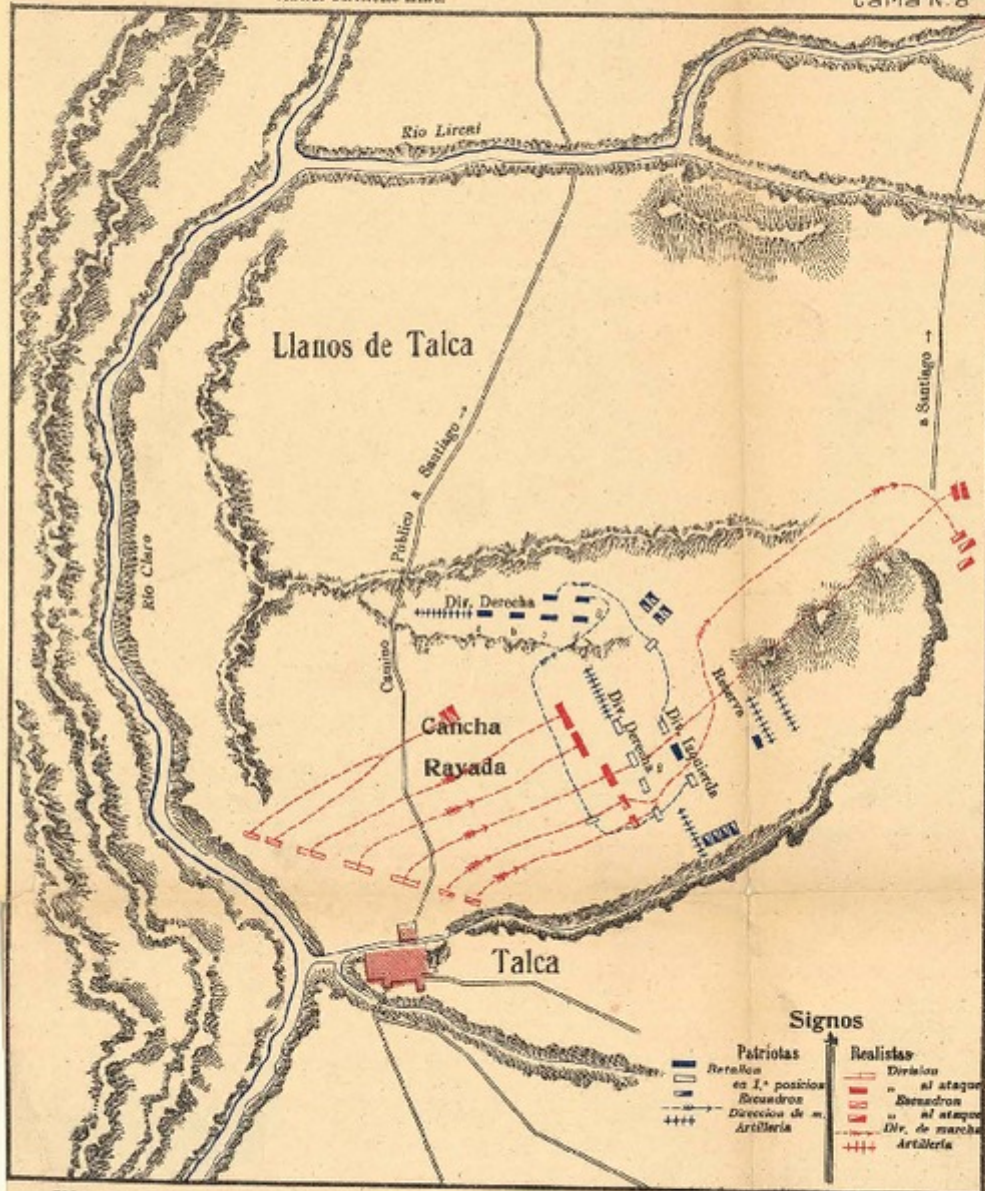 Rio Lircai
Llanos de Talca
a Santiago →
Camino Público a Santiago →
Rio Claro
Div. Derecha
Cancha
Rayada
Div. Derecha
Div. Izquierda
Reserva
Talca
Signos
Patriotas
Batallon
en 1.ª posicion
Escuadron
Direccion de m.
Artilleria
Realistas
Division
" al ataque
Escuadron
" al ataque
Div. de marcha
Artilleria